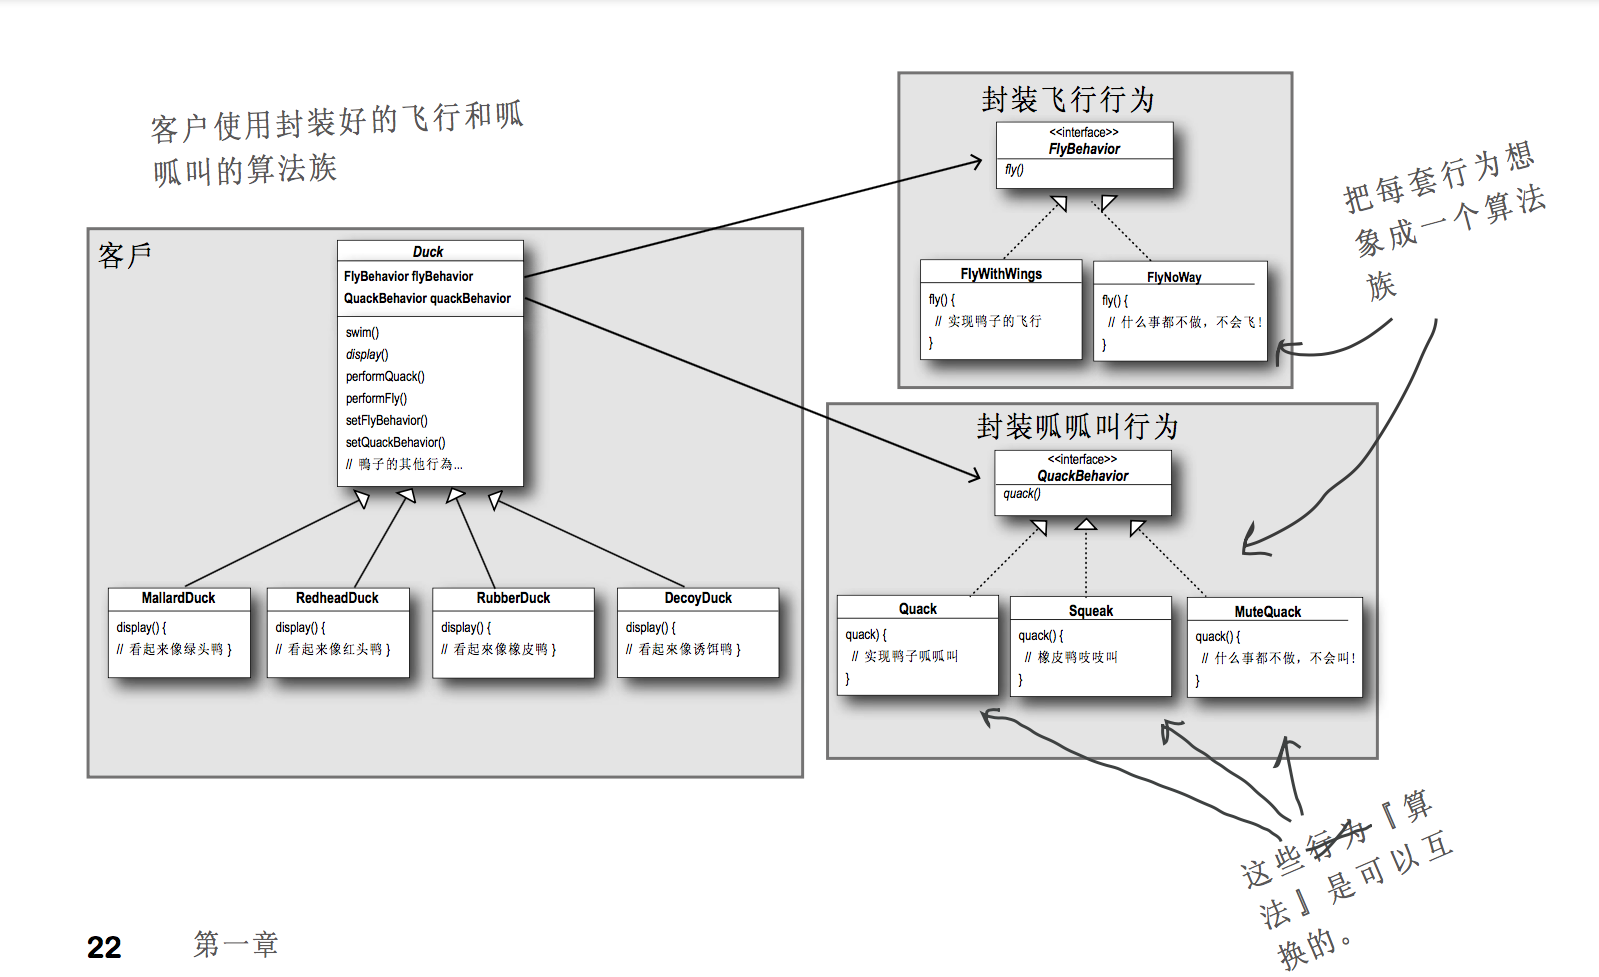 客户使用封装好的飞行和呱
呱叫的算法族
客戶
Duck
FlyBehavior flyBehavior
QuackBehavior quackBehavior
swim()
display()
performQuack()
performFly()
setFlyBehavior()
setQuackBehavior()
// 鴨子的其他行為...
MallardDuck
display() {
// 看起来像绿头鸭 }
RedheadDuck
display() {
// 看起来像红头鸭 }
RubberDuck
display() {
// 看起來像橡皮鸭 }
DecoyDuck
display() {
// 看起來像诱饵鸭 }
封装飞行行为
<<interface>>
FlyBehavior
fly()
FlyWithWings
fly() {
// 实现鸭子的飞行
}
FlyNoWay
fly() {
// 什么事都不做，不会飞！
}
把每套行为想
象成一个算法
族
封装呱呱叫行为
<<interface>>
QuackBehavior
quack()
Quack
quack) {
// 实现鸭子呱呱叫
}
Squeak
quack() {
// 橡皮鸭吱吱叫
}
MuteQuack
quack() {
// 什么事都不做，不会叫！
}
这些行为『算
法』是可以互
换的。
22
第一章